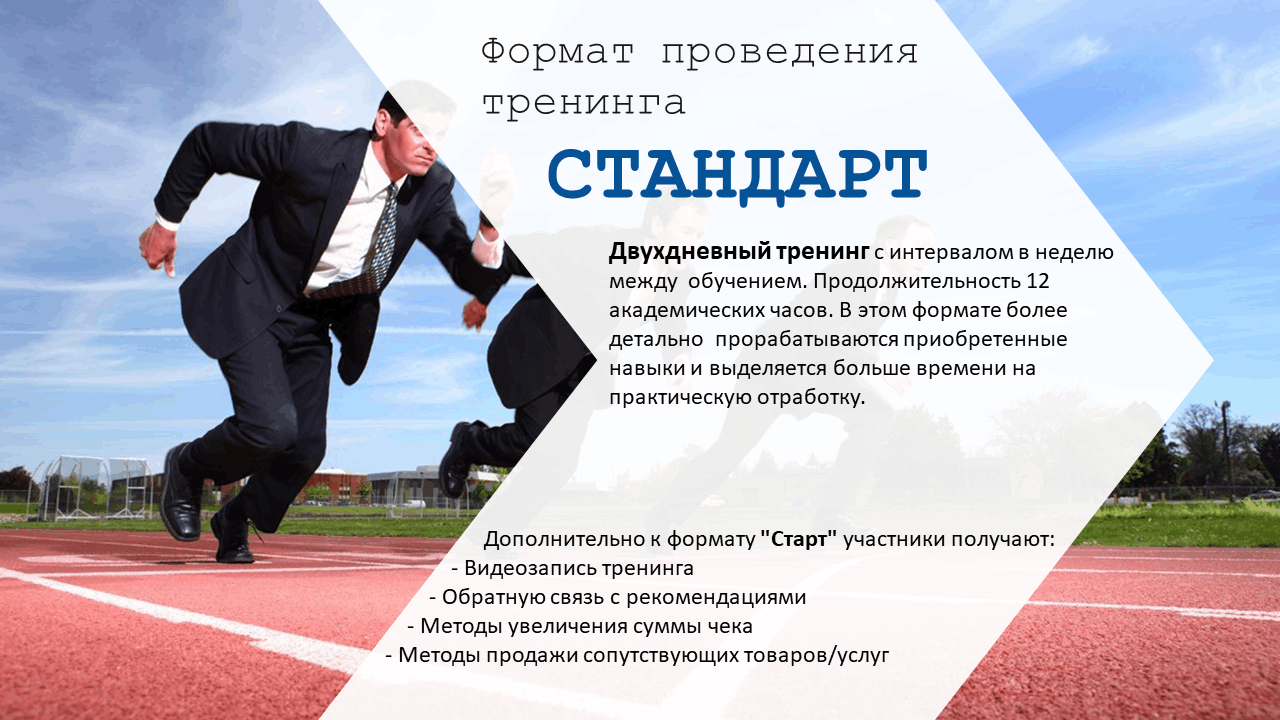 Формат проведения
тренинга
СТАНДАРТ
Двухдневный тренинг с интервалом в неделю
между обучением. Продолжительность 12
академических часов. В этом формате более
детально прорабатываются приобретенные
навыки и выделяется больше времени на
практическую отработку.
Дополнительно к формату "Старт" участники получают:
- Видеозапись тренинга
- Обратную связь с рекомендациями
- Методы увеличения суммы чека
- Методы продажи сопутствующих товаров/услуг